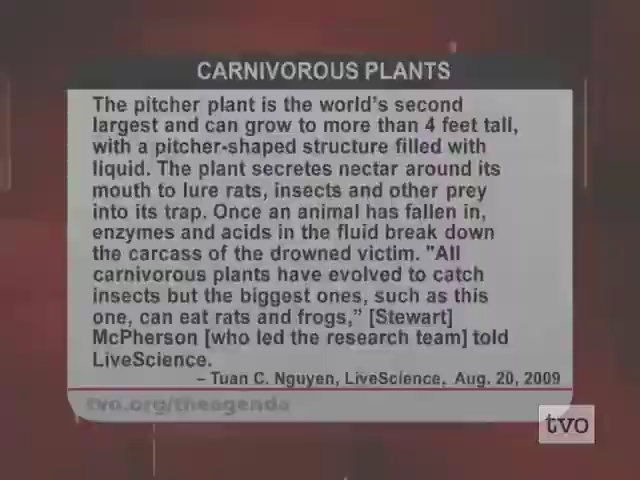 CARNIVOROUS PLANTS
The pitcher plant is the world's second
largest and can grow to more than 4 feet tall,
with a pitcher-shaped structure filled with
liquid. The plant secretes nectar around its
mouth to lure rats, insects and other prey
into its trap. Once an animal has fallen in,
enzymes and acids in the fluid break down
the carcass of the drowned victim. "All
carnivorous plants have evolved to catch
insects but the biggest ones, such as this
one, can eat rats and frogs,” [Stewart]
McPherson [who led the research team] told
LiveScience.
– Tuan C. Nguyen, LiveScience, Aug. 20, 2009
tvo.org/theagenda
tvo